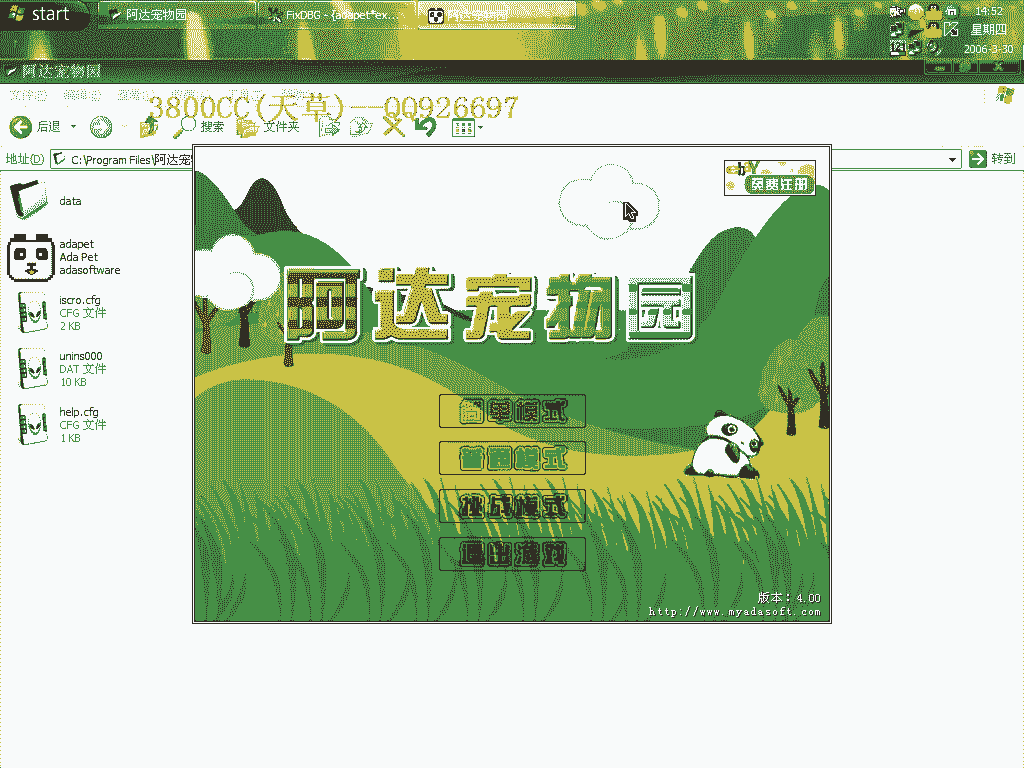 start
阿达宠物园
FixDBG - {adapet*ex...
阿达宠物园
14:52
星期四
2006-3-30
阿达宠物园
3800CC(天草)--QQ926697
后退
搜索
文件夹
地址(D)
C:\Program Files\阿达宠
转到
data
adapet
Ada Pet
adasoftware
iscro.cfg
CFG 文件
2 KB
unins000
DAT 文件
10 KB
help.cfg
CFG 文件
1 KB
免费注册
阿达宠物园
简单模式
普通模式
挑战模式
退出游戏
版本：4.00
http://www.myadasoft.com